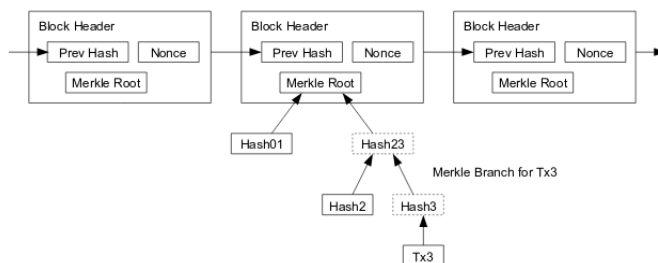 Block Header
Block Header
Block Header
Prev Hash
Nonce
Prev Hash
Nonce
Prev Hash
Nonce
Merkle Root
Merkle Root
Merkle Root
Hash01
Hash23
Merkle Branch for Tx3
Hash2
Hash3
Tx3